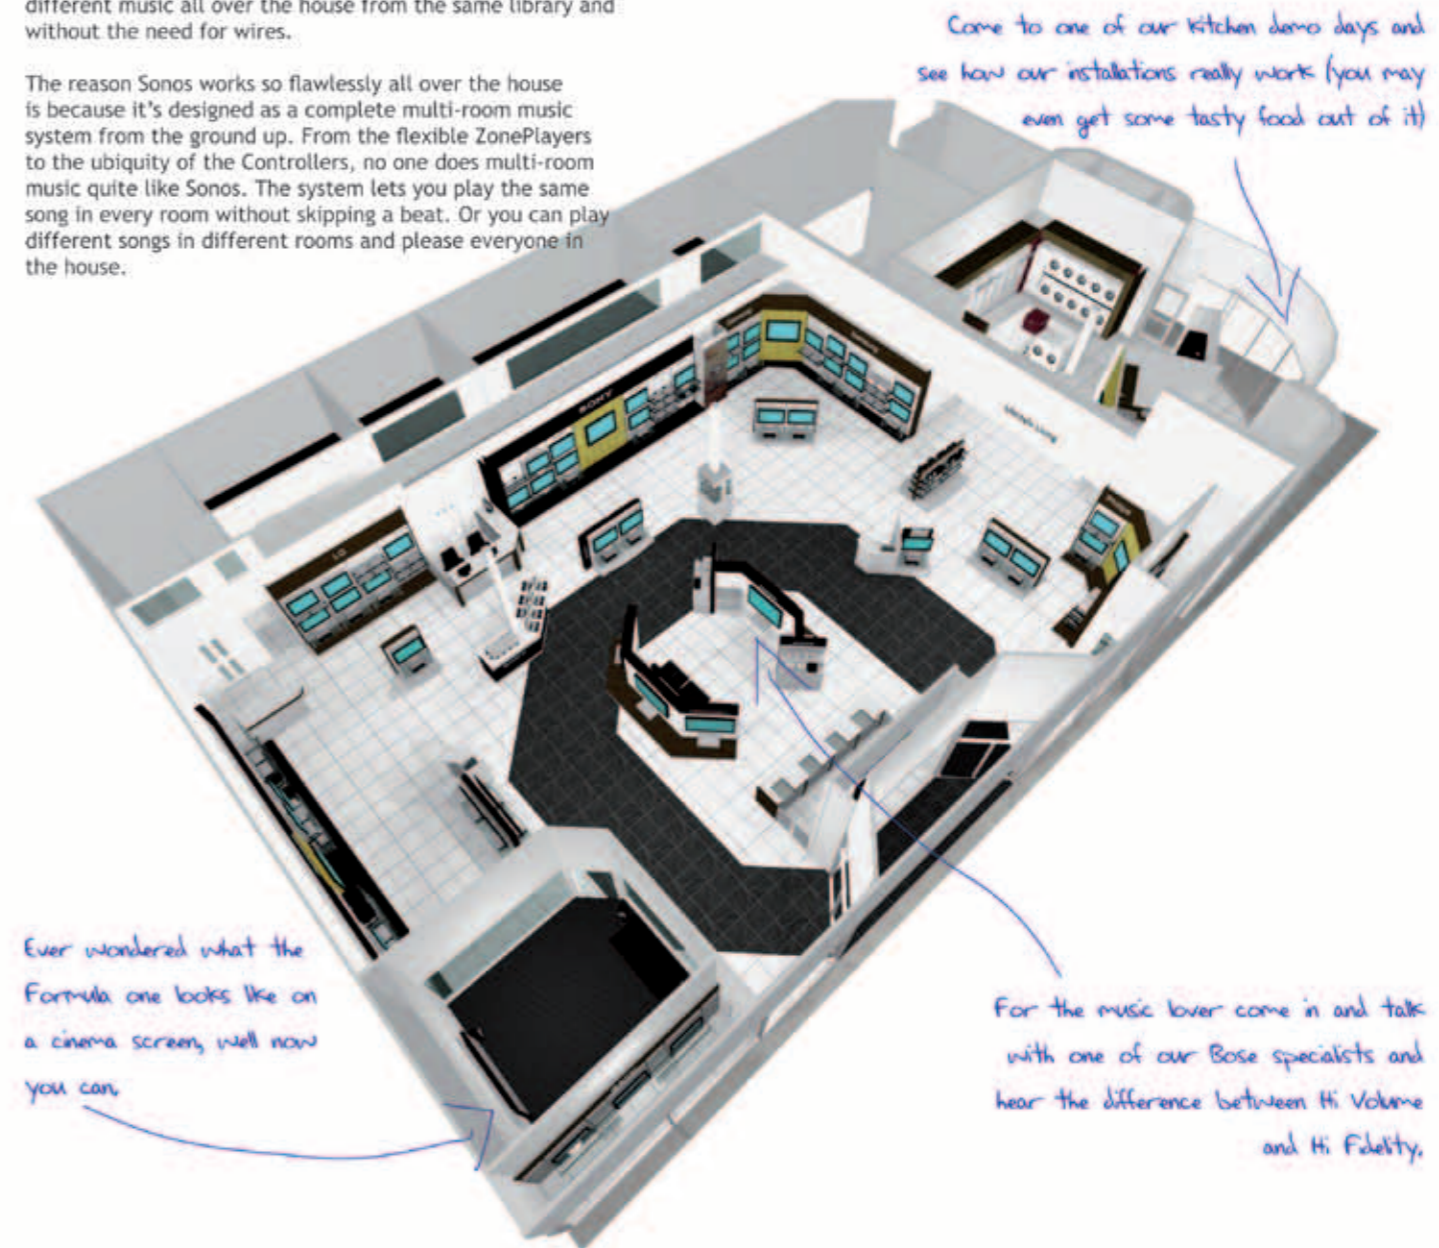 different music all over the house from the same library and
without the need for wires.
The reason Sonos works so flawlessly all over the house
is because it's designed as a complete multi-room music
system from the ground up. From the flexible ZonePlayers
to the ubiquity of the Controllers, no one does multi-room
music quite like Sonos. The system lets you play the same
song in every room without skipping a beat. Or you can play
different songs in different rooms and please everyone in
the house.
Come to one of our kitchen demo days and
see how our installations really work (you may
even get some tasty food out of it)
SONY
LG
Ever wondered what the
Formula one looks like on
a cinema screen, well now
you can,
For the music lover come in and talk
with one of our Bose specialists and
hear the difference between Hi Volume
and Hi Fidelity.